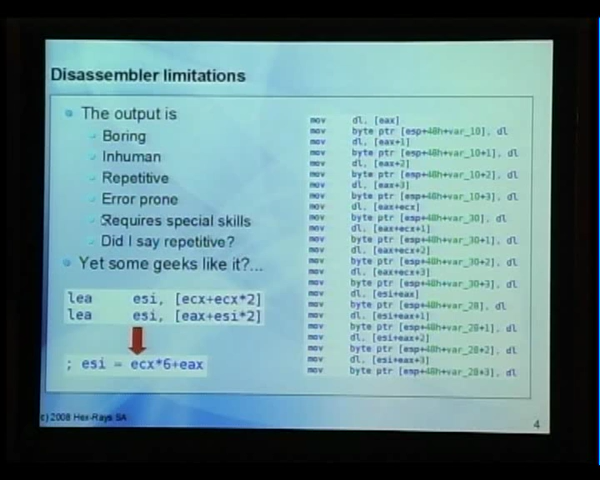 Disassembler limitations
The output is
Boring
Inhuman
Repetitive
Error prone
Requires special skills
Did I say repetitive?
Yet some geeks like it?...
lea esi, [ecx+ecx*2]
lea esi, [eax+esi*2]
; esi = ecx*6+eax
mov dl, [eax]
mov byte ptr [esp+48h+var_10], dl
mov dl, [eax+1]
mov byte ptr [esp+48h+var_10+1], dl
mov dl, [eax+2]
mov byte ptr [esp+48h+var_10+2], dl
mov dl, [eax+3]
mov byte ptr [esp+48h+var_10+3], dl
mov dl, [eax+ecx]
mov byte ptr [esp+48h+var_30], dl
mov dl, [eax+ecx+1]
mov byte ptr [esp+48h+var_30+1], dl
mov dl, [eax+ecx+2]
mov byte ptr [esp+48h+var_30+2], dl
mov dl, [eax+ecx+3]
mov byte ptr [esp+48h+var_30+3], dl
mov dl, [esi+eax]
mov byte ptr [esp+48h+var_28], dl
mov dl, [esi+eax+1]
mov byte ptr [esp+48h+var_28+1], dl
mov dl, [esi+eax+2]
mov byte ptr [esp+48h+var_28+2], dl
mov dl, [esi+eax+3]
mov byte ptr [esp+48h+var_28+3], dl
c) 2008 Hex-Rays SA
4